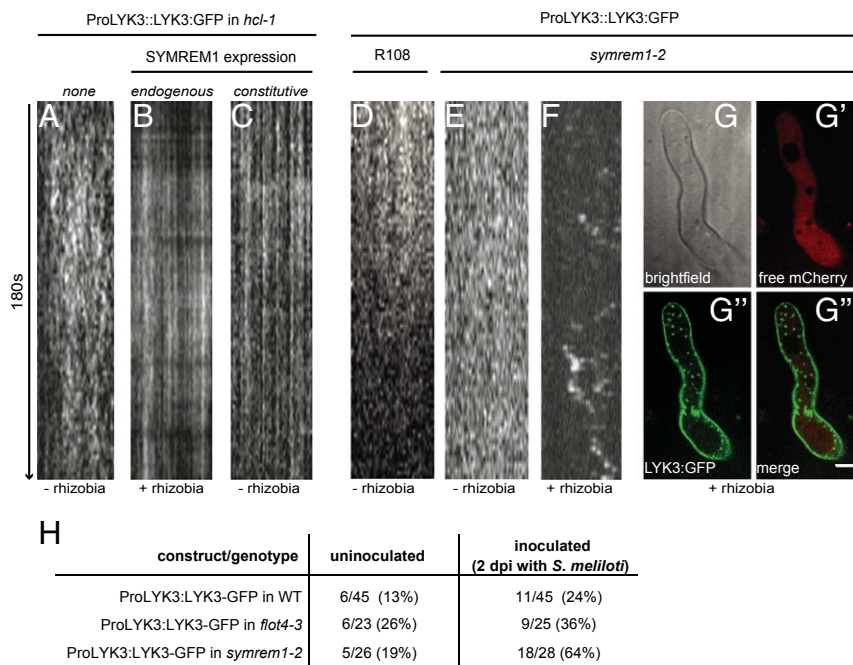 ProLYK3::LYK3:GFP in hcl-1
ProLYK3::LYK3:GFP
SYMREM1 expression
R108
symrem1-2
none
endogenous
constitutive
A
B
C
D
E
F
G
G'
brightfield
free mCherry
G''
G'''
LYK3:GFP
merge
180s
- rhizobia
+ rhizobia
- rhizobia
- rhizobia
- rhizobia
+ rhizobia
+ rhizobia
H
construct/genotype uninoculated inoculated
(2 dpi with S. meliloti)
ProLYK3:LYK3-GFP in WT 6/45 (13%) 11/45 (24%)
ProLYK3:LYK3-GFP in flot4-3 6/23 (26%) 9/25 (36%)
ProLYK3:LYK3-GFP in symrem1-2 5/26 (19%) 18/28 (64%)